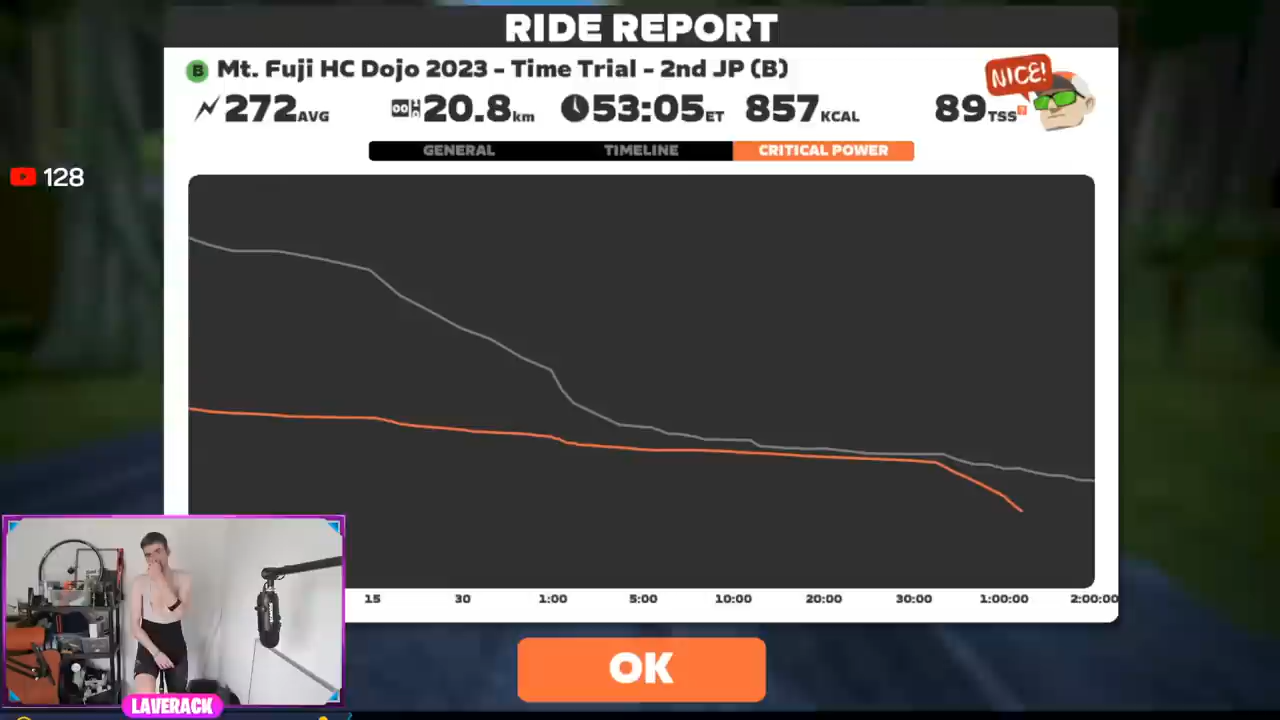 RIDE REPORT
B Mt. Fuji HC Dojo 2023 - Time Trial - 2nd JP (B)
NICE!
272AVG 20.8km 53:05ET 857KCAL 89TSS
GENERAL TIMELINE CRITICAL POWER
128
15 30 1:00 5:00 10:00 20:00 30:00 1:00:00 2:00:00
OK
LAVERACK